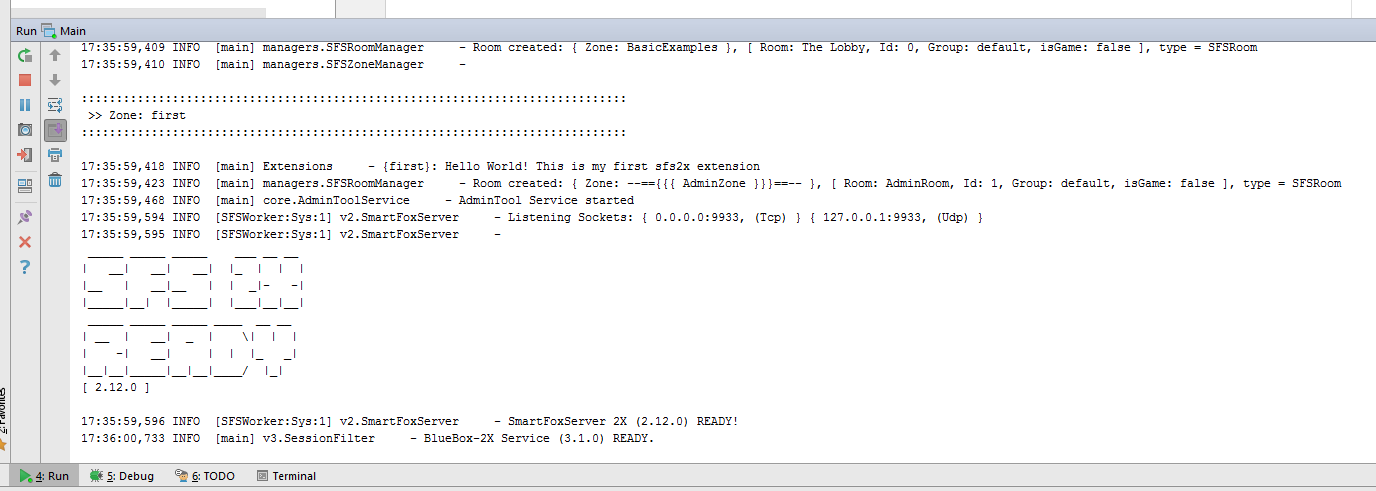 Run Main
17:35:59,409 INFO [main] managers.SFSRoomManager - Room created: { Zone: BasicExamples }, [ Room: The Lobby, Id: 0, Group: default, isGame: false ], type = SFSRoom
17:35:59,410 INFO [main] managers.SFSZoneManager -
::::::::::::::::::::::::::::::::::::::::::::::::::::::::::::::::::::::::::::::
>> Zone: first
::::::::::::::::::::::::::::::::::::::::::::::::::::::::::::::::::::::::::::::
17:35:59,418 INFO [main] Extensions - {first}: Hello World! This is my first sfs2x extension
17:35:59,423 INFO [main] managers.SFSRoomManager - Room created: { Zone: --=={{{ AdminZone }}}==-- }, [ Room: AdminRoom, Id: 1, Group: default, isGame: false ], type = SFSRoom
17:35:59,468 INFO [main] core.AdminToolService - AdminTool Service started
17:35:59,594 INFO [SFSWorker:Sys:1] v2.SmartFoxServer - Listening Sockets: { 0.0.0.0:9933, (Tcp) } { 127.0.0.1:9933, (Udp) }
17:35:59,595 INFO [SFSWorker:Sys:1] v2.SmartFoxServer -
SFS 2X
READY
[ 2.12.0 ]
17:35:59,596 INFO [SFSWorker:Sys:1] v2.SmartFoxServer - SmartFoxServer 2X (2.12.0) READY!
17:36:00,733 INFO [main] v3.SessionFilter - BlueBox-2X Service (3.1.0) READY.
2: Favorites
4: Run 5: Debug 6: TODO Terminal